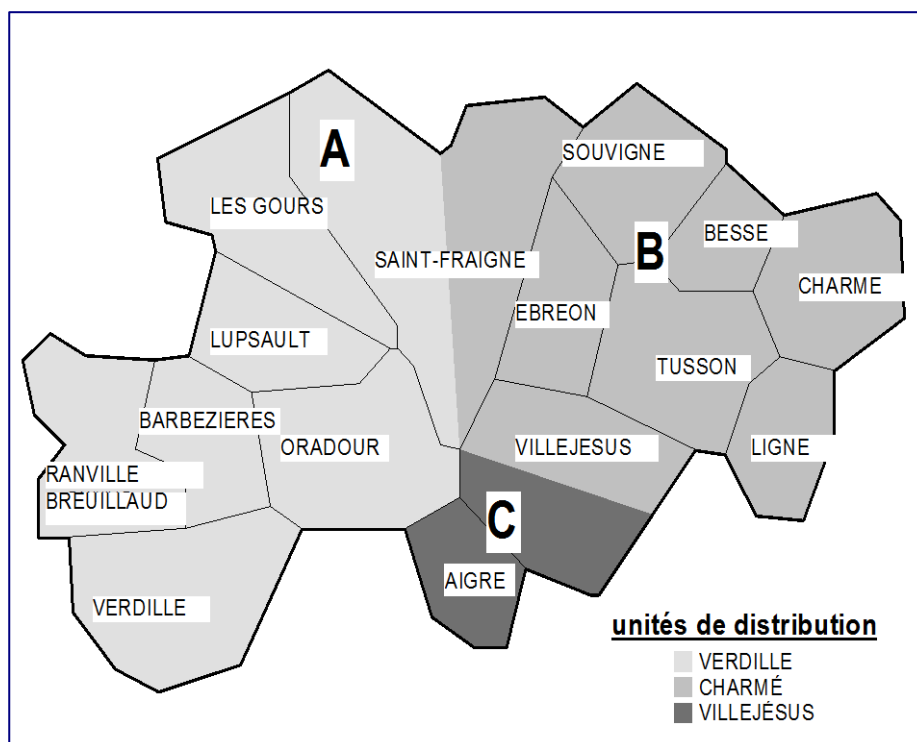 A
SOUVIGNE
LES GOURS
BESSE
B
SAINT-FRAIGNE
CHARME
EBREON
LUPSAULT
TUSSON
BARBEZIERES
ORADOUR
VILLEJESUS
LIGNE
RANVILLE
BREUILLAUD
C
AIGRE
VERDILLE
unités de distribution
VERDILLE
CHARMÉ
VILLEJÉSUS